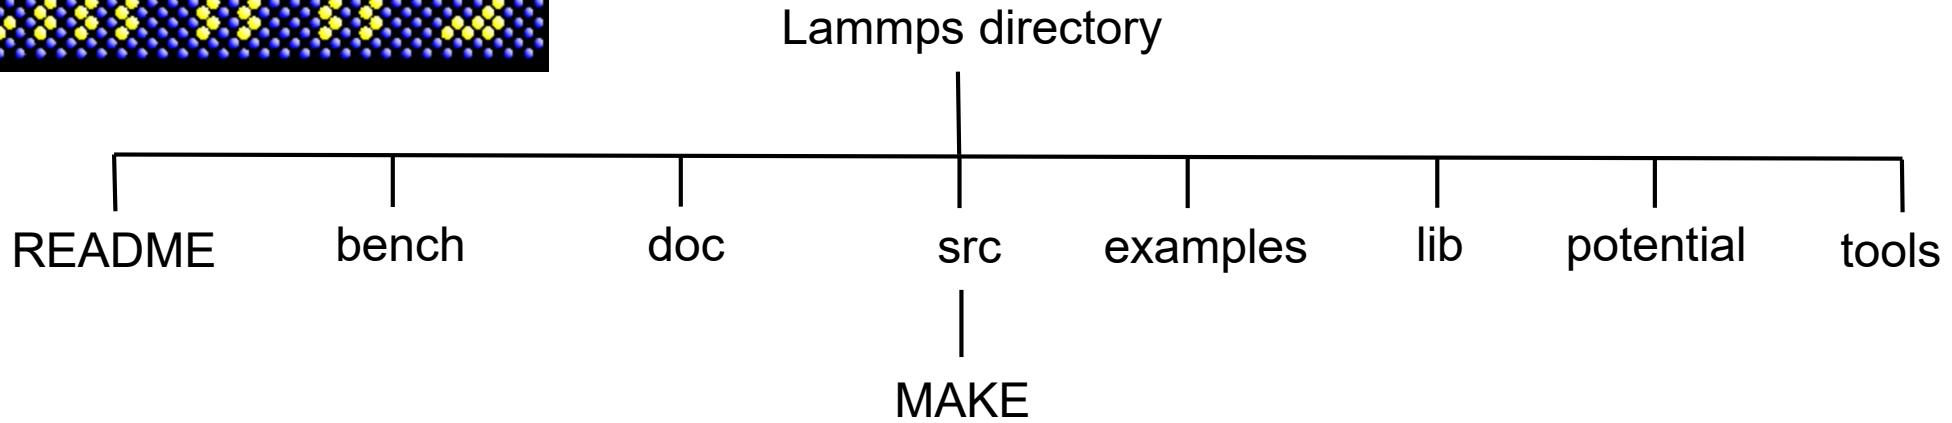 Lammps directory
README bench doc src examples lib potential tools
MAKE